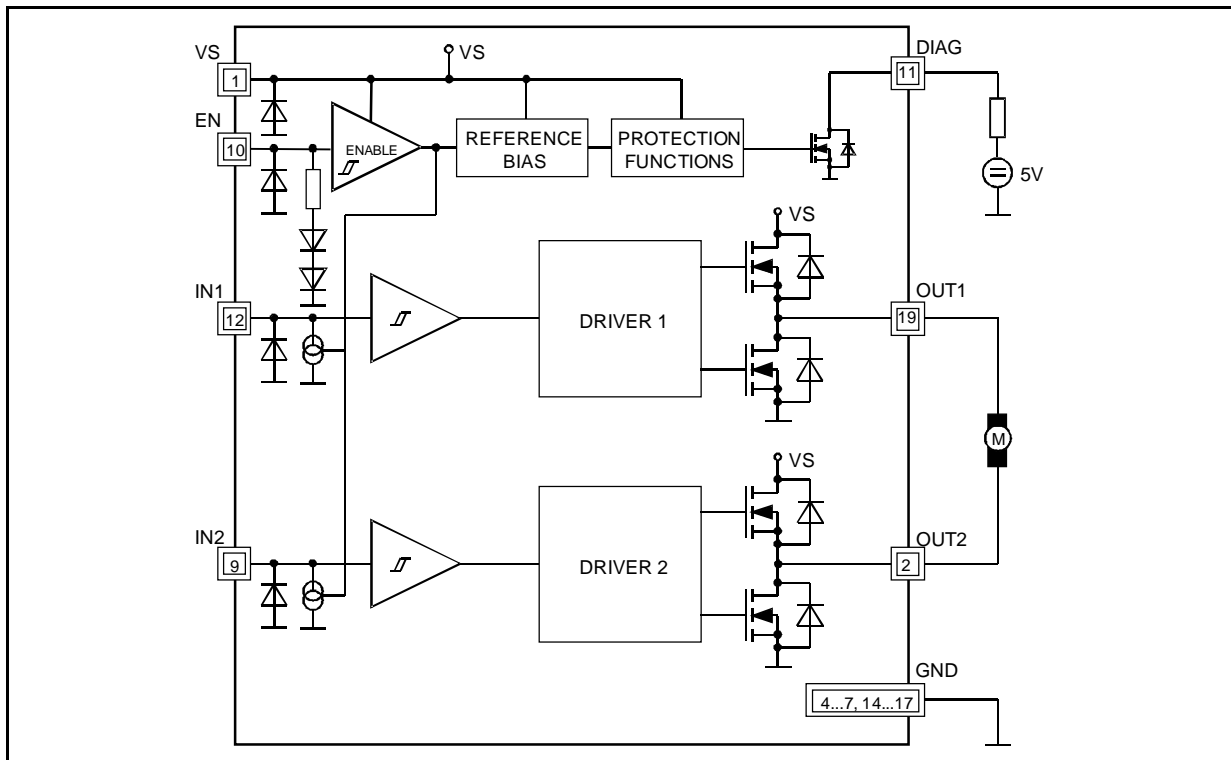 VS
1
VS
DIAG
11
EN
10
ENABLE
REFERENCE
BIAS
PROTECTION
FUNCTIONS
5V
VS
IN1
12
DRIVER 1
OUT1
19
M
VS
IN2
9
DRIVER 2
OUT2
2
GND
4...7, 14...17